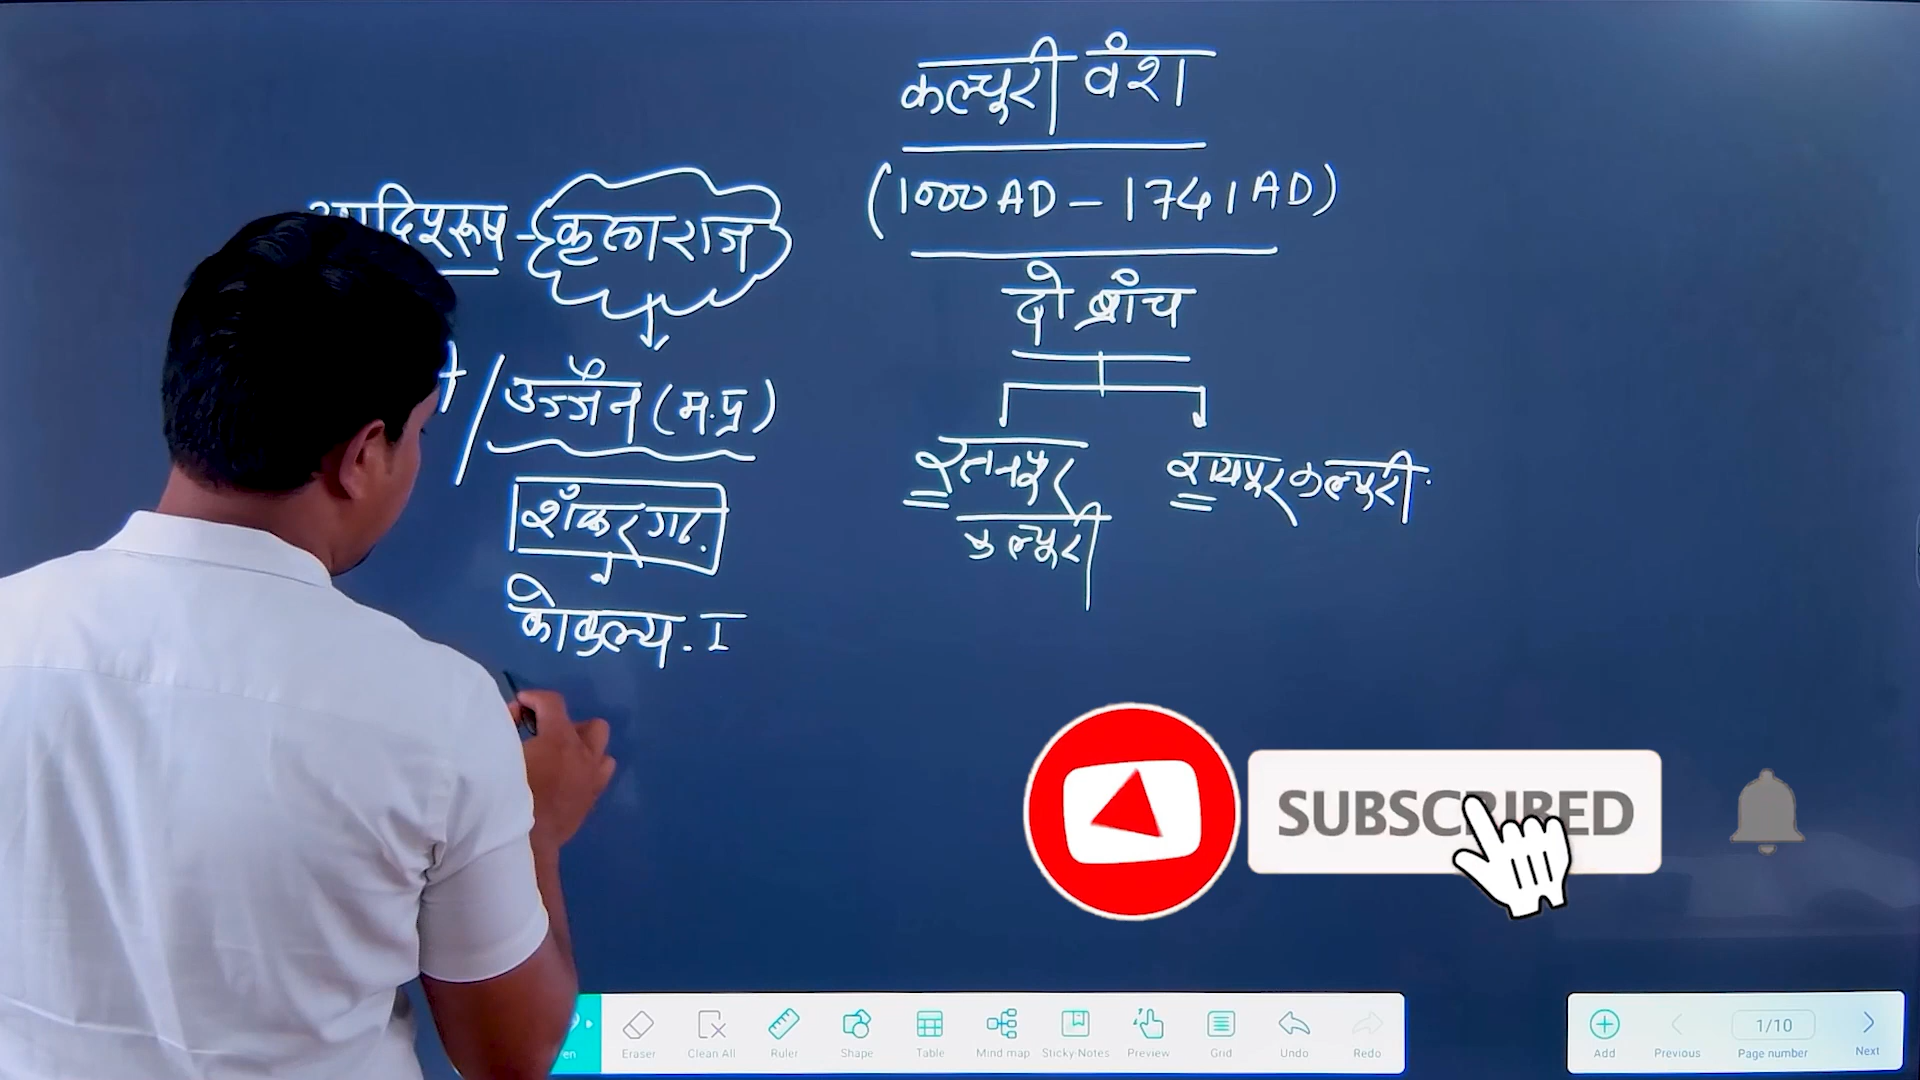 कल्चुरी वंश
(1000 AD - 1741 AD)
दो ब्रांच
रतनपुर
कल्चुरी
रायपुर कल्चुरी
आदिपुरूष - कृष्णराज
उज्जैन (म.प्र)
शंकरगढ.
कोकल्य. I
SUBSCRIBED
en
Eraser
Clean All
Ruler
Shape
Table
Mind map
Sticky Notes
Preview
Grid
Undo
Redo
Add
Previous
1/10
Page number
Next